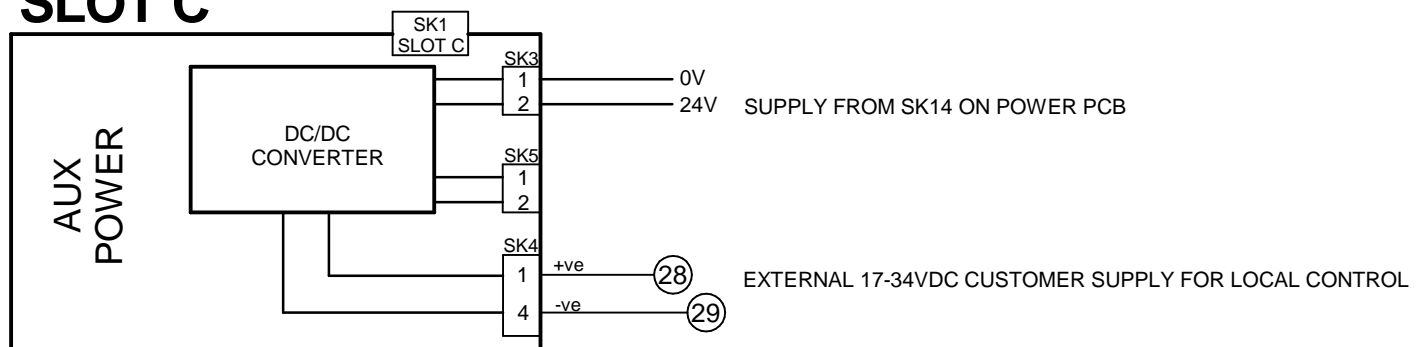 SLOT C
SK1
SLOT C
SK3
1
0V
2
24V
SUPPLY FROM SK14 ON POWER PCB
DC/DC
CONVERTER
AUX
POWER
SK5
1
2
SK4
1
+ve
28
EXTERNAL 17-34VDC CUSTOMER SUPPLY FOR LOCAL CONTROL
4
-ve
29